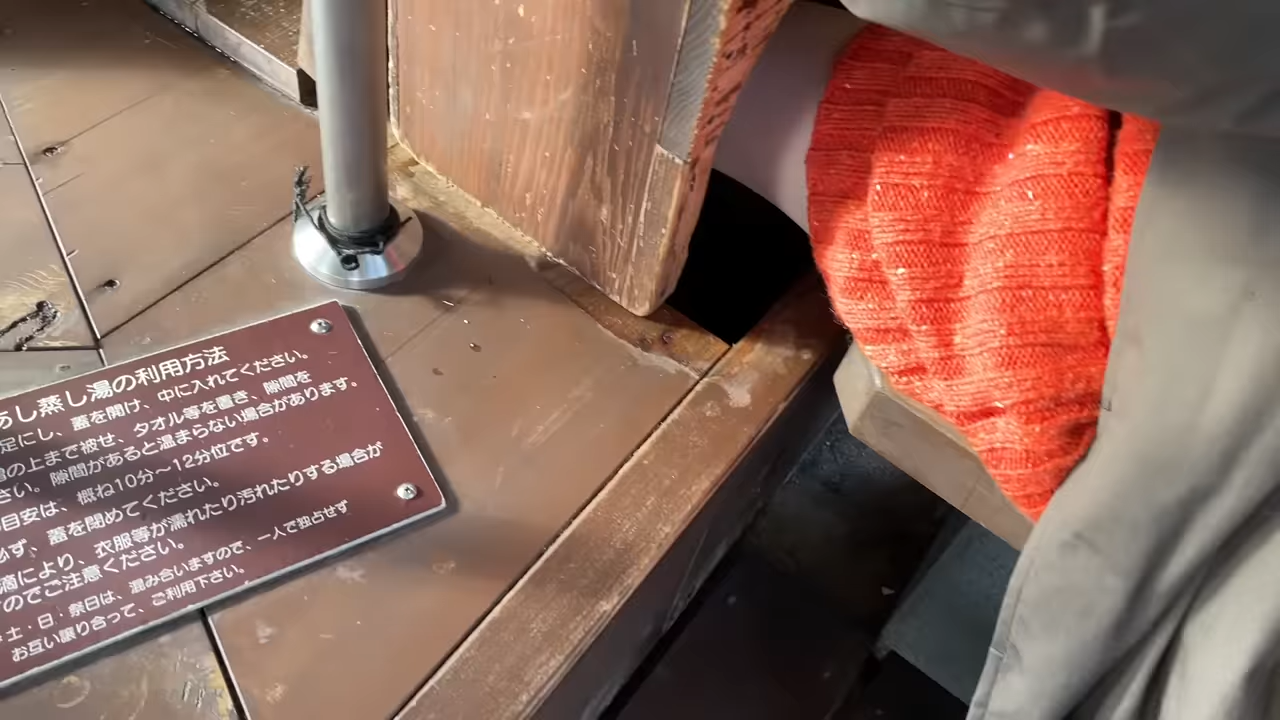 あし蒸し湯の利用方法
足にし、蓋を開け、中に入れてください。
の上まで被せ、タオル等を置き、隙間を
さい。隙間があると温まらない場合があります。
目安は、概ね10分～12分位です。
必ず、蓋を閉めてください。
滴により、衣服等が濡れたり汚れたりする場合が
のでご注意ください。
土・日・祭日は、混み合いますので、一人で独占せず
お互い譲り合って、ご利用下さい。